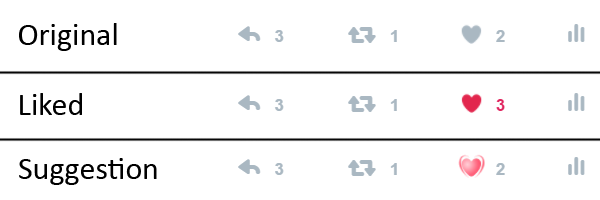 Original 3 1 2
Liked 3 1 3
Suggestion 3 1 2